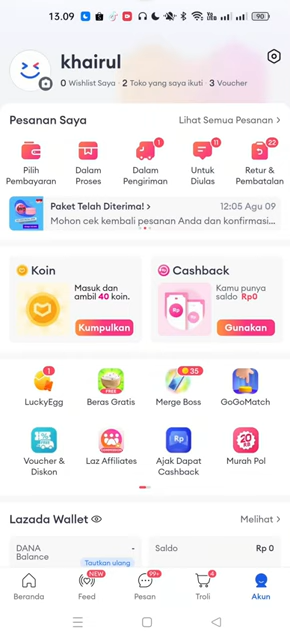 13.09
90
khairul
0 Wishlist Saya · 2 Toko yang saya ikuti · 3 Voucher
Pesanan Saya
Lihat Semua Pesanan >
1
11
22
Pilih Pembayaran
Dalam Proses
Dalam Pengiriman
Untuk Diulas
Retur & Pembatalan
Paket Telah Diterima! >
12:05 Agu 09
Mohon cek kembali pesanan Anda dan konfirmasi...
Koin
Masuk dan
ambil 40 koin.
Kumpulkan
Cashback
Kamu punya
saldo Rp0
Gunakan
1
FREE
35
LuckyEgg
Beras Gratis
Merge Boss
GoGoMatch
Rp
20
Voucher & Diskon
Laz Affiliates
Ajak Dapat Cashback
Murah Pol
Lazada Wallet
Melihat >
DANA Balance
-
Tautkan ulang
Saldo
Rp 0
NEW
99+
4
Beranda
Feed
Pesan
Troli
Akun